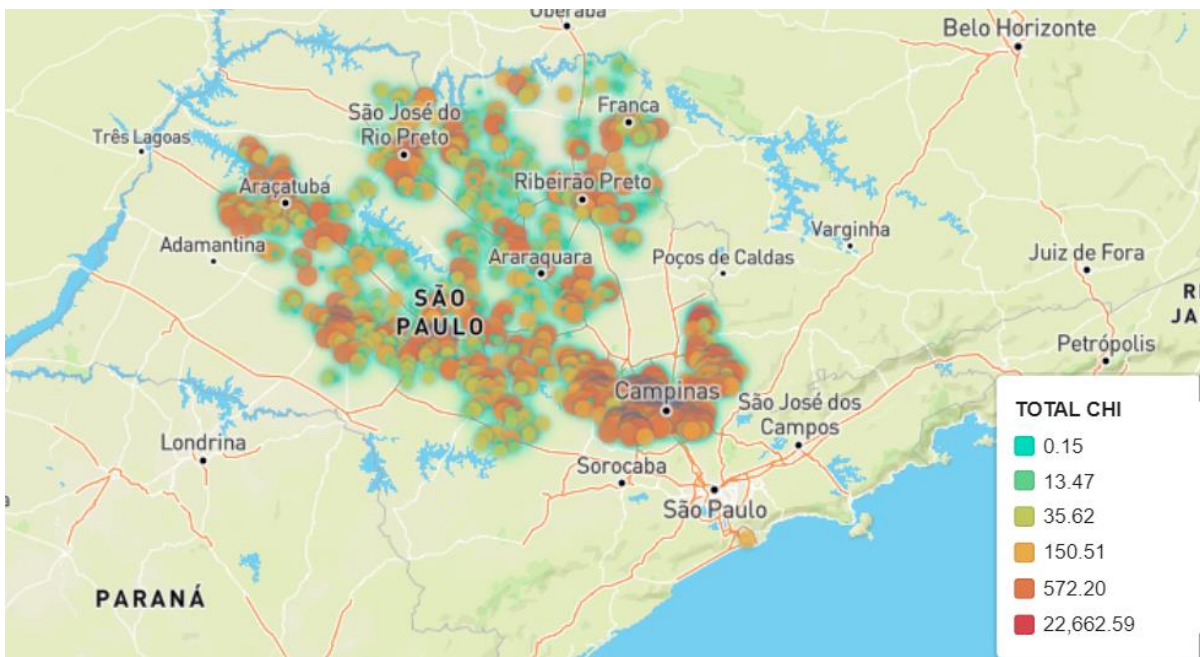 Uberaba
Belo Horizonte
São José do
Rio Preto
Franca
Três Lagoas
Araçatuba
Ribeirão Preto
Varginha
Adamantina
Araraquara
Poços de Caldas
Juiz de Fora
SÃO
PAULO
RI
JA
Petrópolis
Campinas
São José dos
Campos
Londrina
Sorocaba
São Paulo
PARANÁ
TOTAL CHI
0.15
13.47
35.62
150.51
572.20
22,662.59